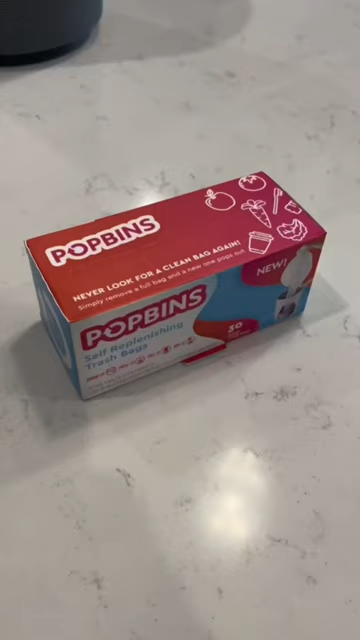 POPBINS
NEVER LOOK FOR A CLEAN BAG AGAIN!
Simply remove a full bag and a new one pops out.
NEW!
POPBINS
Self Replenishing
Trash Bags
30